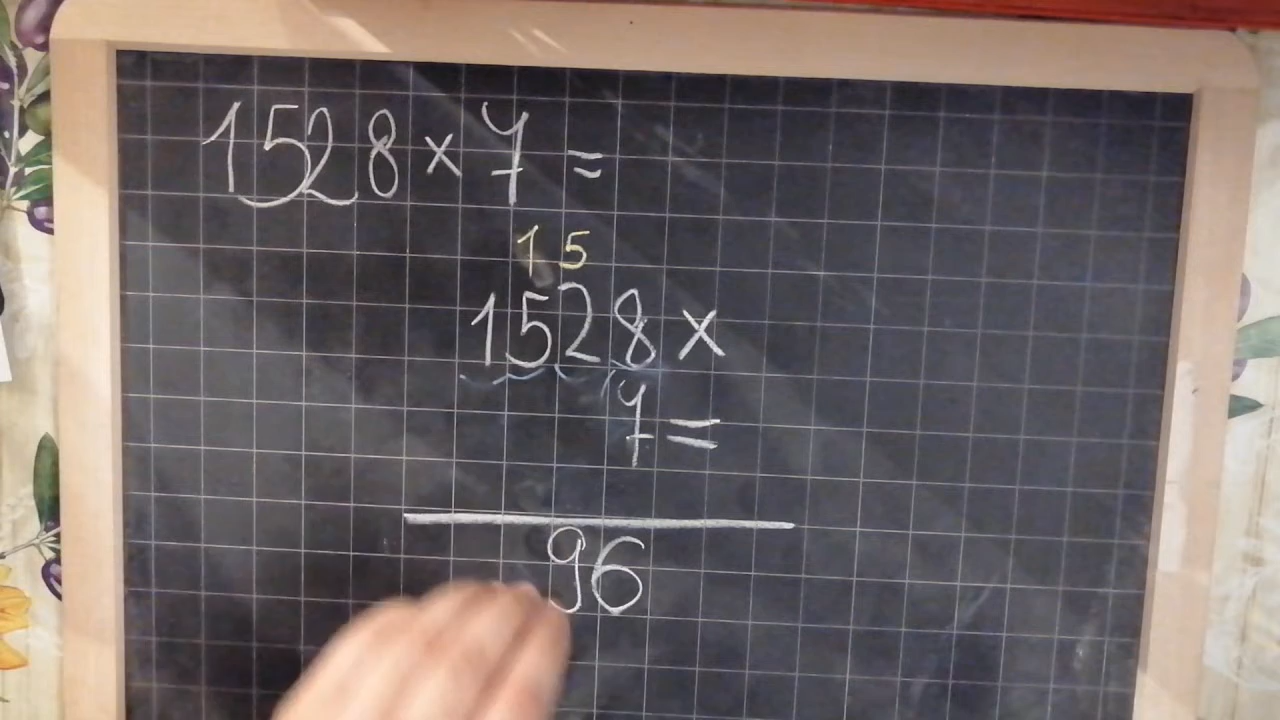 1528 × 7 =
1 5
1528 ×
7 =
96